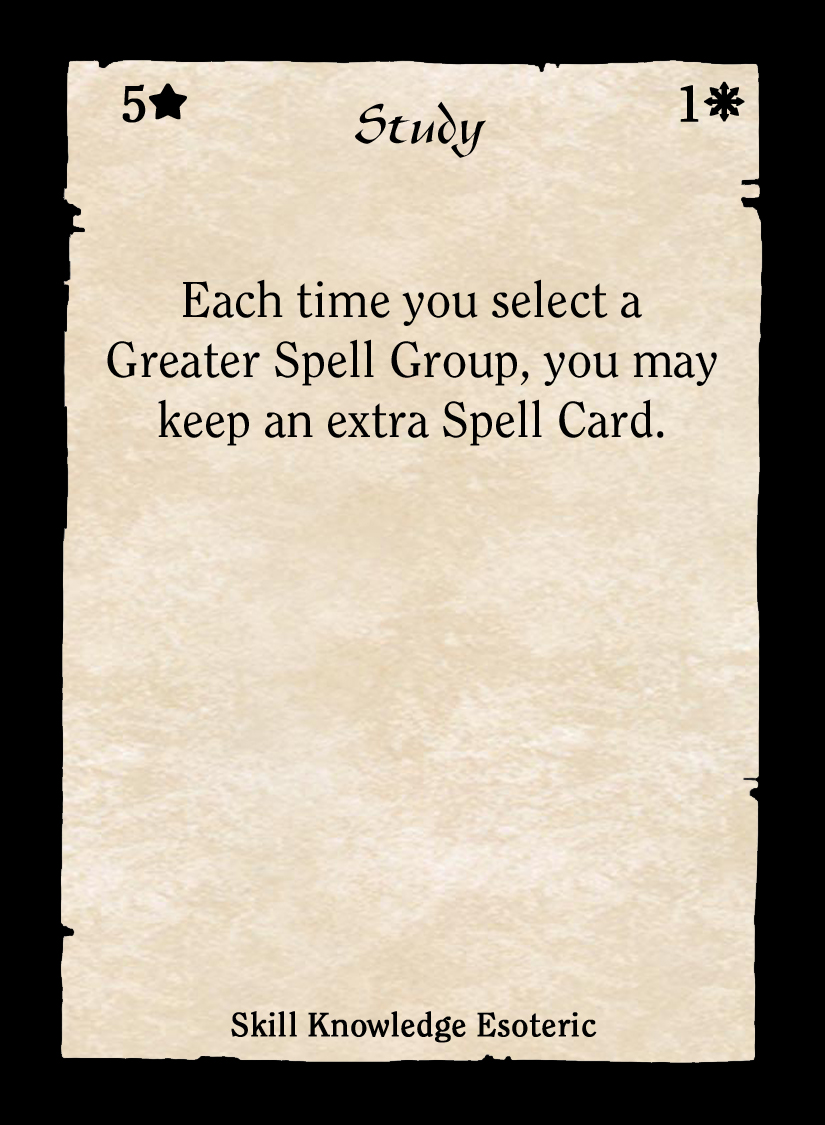 5★ Study 1✸
Each time you select a
Greater Spell Group, you may
keep an extra Spell Card.
Skill Knowledge Esoteric